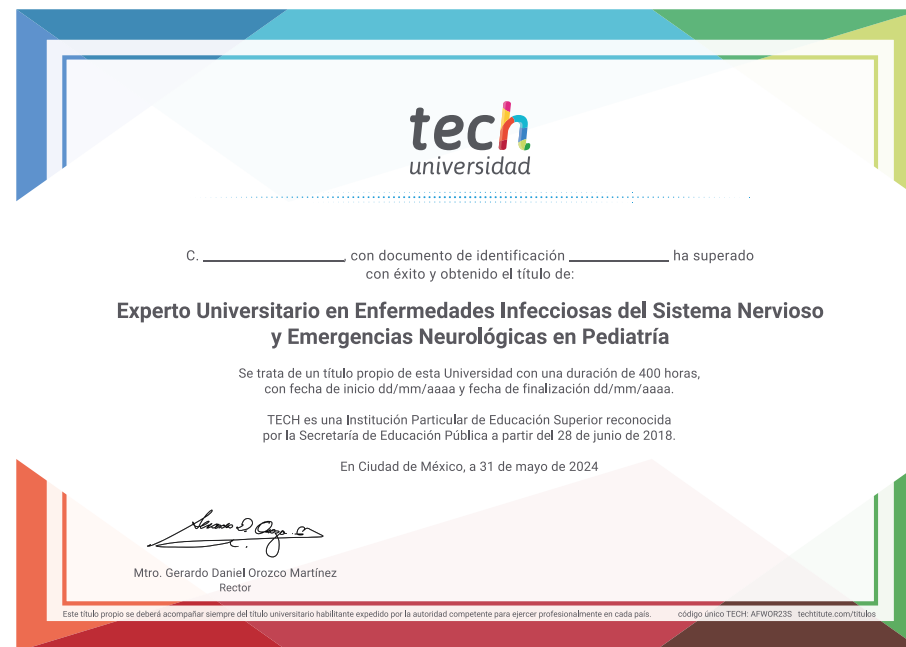 tech
universidad
C. ____________________, con documento de identificación ______________ ha superado
con éxito y obtenido el título de:
Experto Universitario en Enfermedades Infecciosas del Sistema Nervioso
y Emergencias Neurológicas en Pediatría
Se trata de un título propio de esta Universidad con una duración de 400 horas,
con fecha de inicio dd/mm/aaaa y fecha de finalización dd/mm/aaaa.
TECH es una Institución Particular de Educación Superior reconocida
por la Secretaría de Educación Pública a partir del 28 de junio de 2018.
En Ciudad de México, a 31 de mayo de 2024
Mtro. Gerardo Daniel Orozco Martínez
Rector
Este título propio se deberá acompañar siempre del título universitario habilitante expedido por la autoridad competente para ejercer profesionalmente en cada país. código único TECH: AFWOR23S techtitute.com/titulos